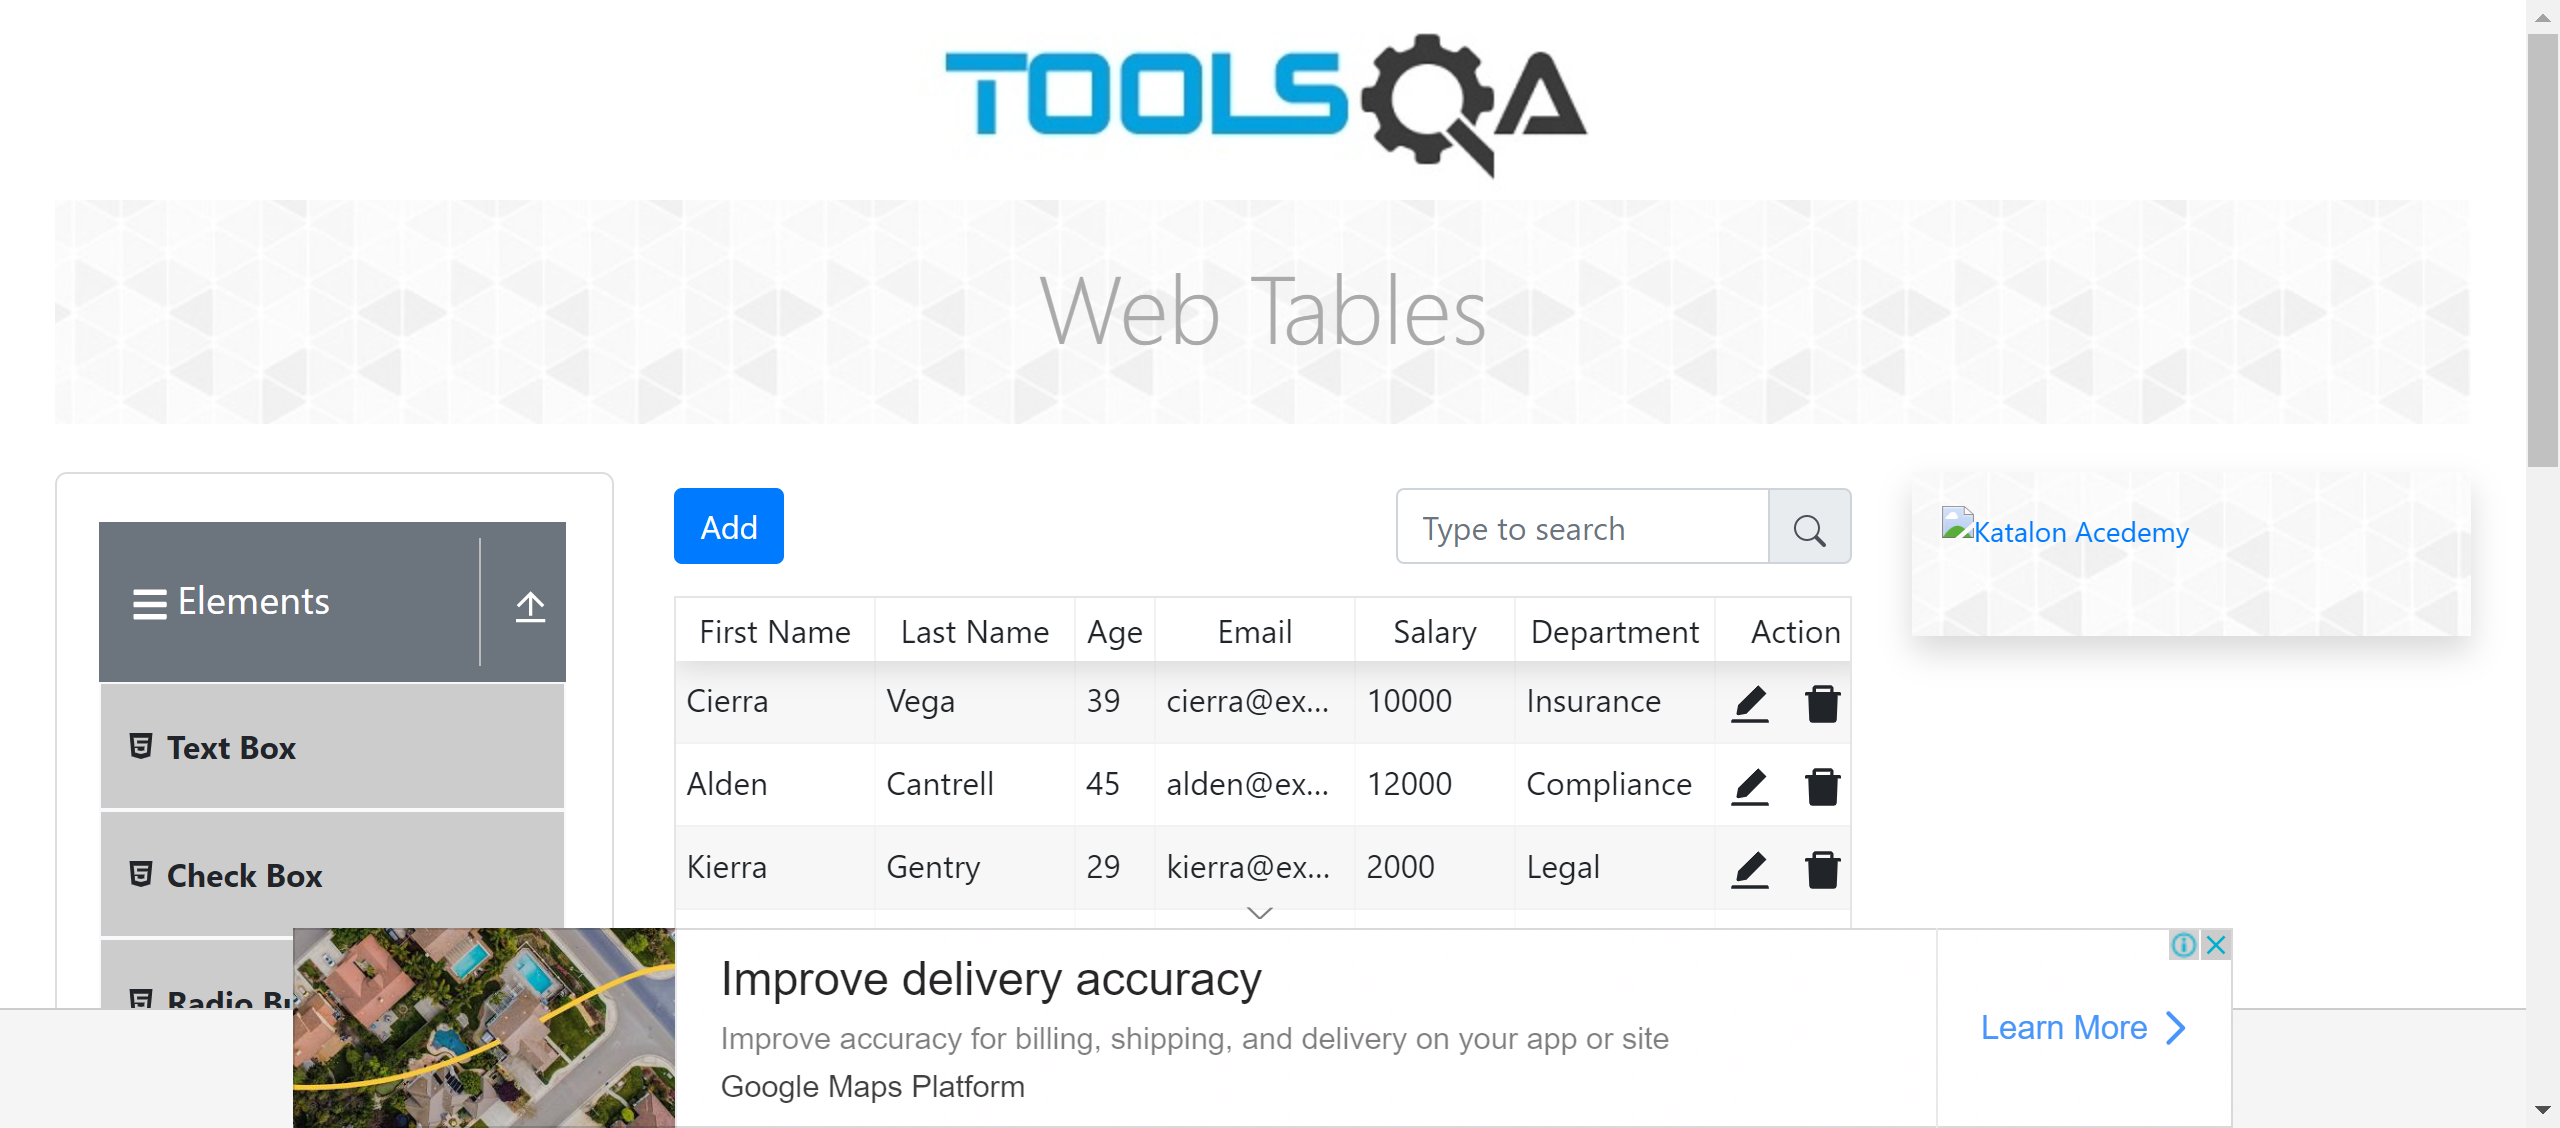 TOOLSQA
Web Tables
Elements
Text Box
Check Box
Add
Type to search
First Name Last Name Age Email Salary Department Action
Cierra Vega 39 cierra@ex... 10000 Insurance
Alden Cantrell 45 alden@ex... 12000 Compliance
Kierra Gentry 29 kierra@ex... 2000 Legal
Katalon Acedemy
Radio Bu
Improve delivery accuracy
Improve accuracy for billing, shipping, and delivery on your app or site
Google Maps Platform
Learn More